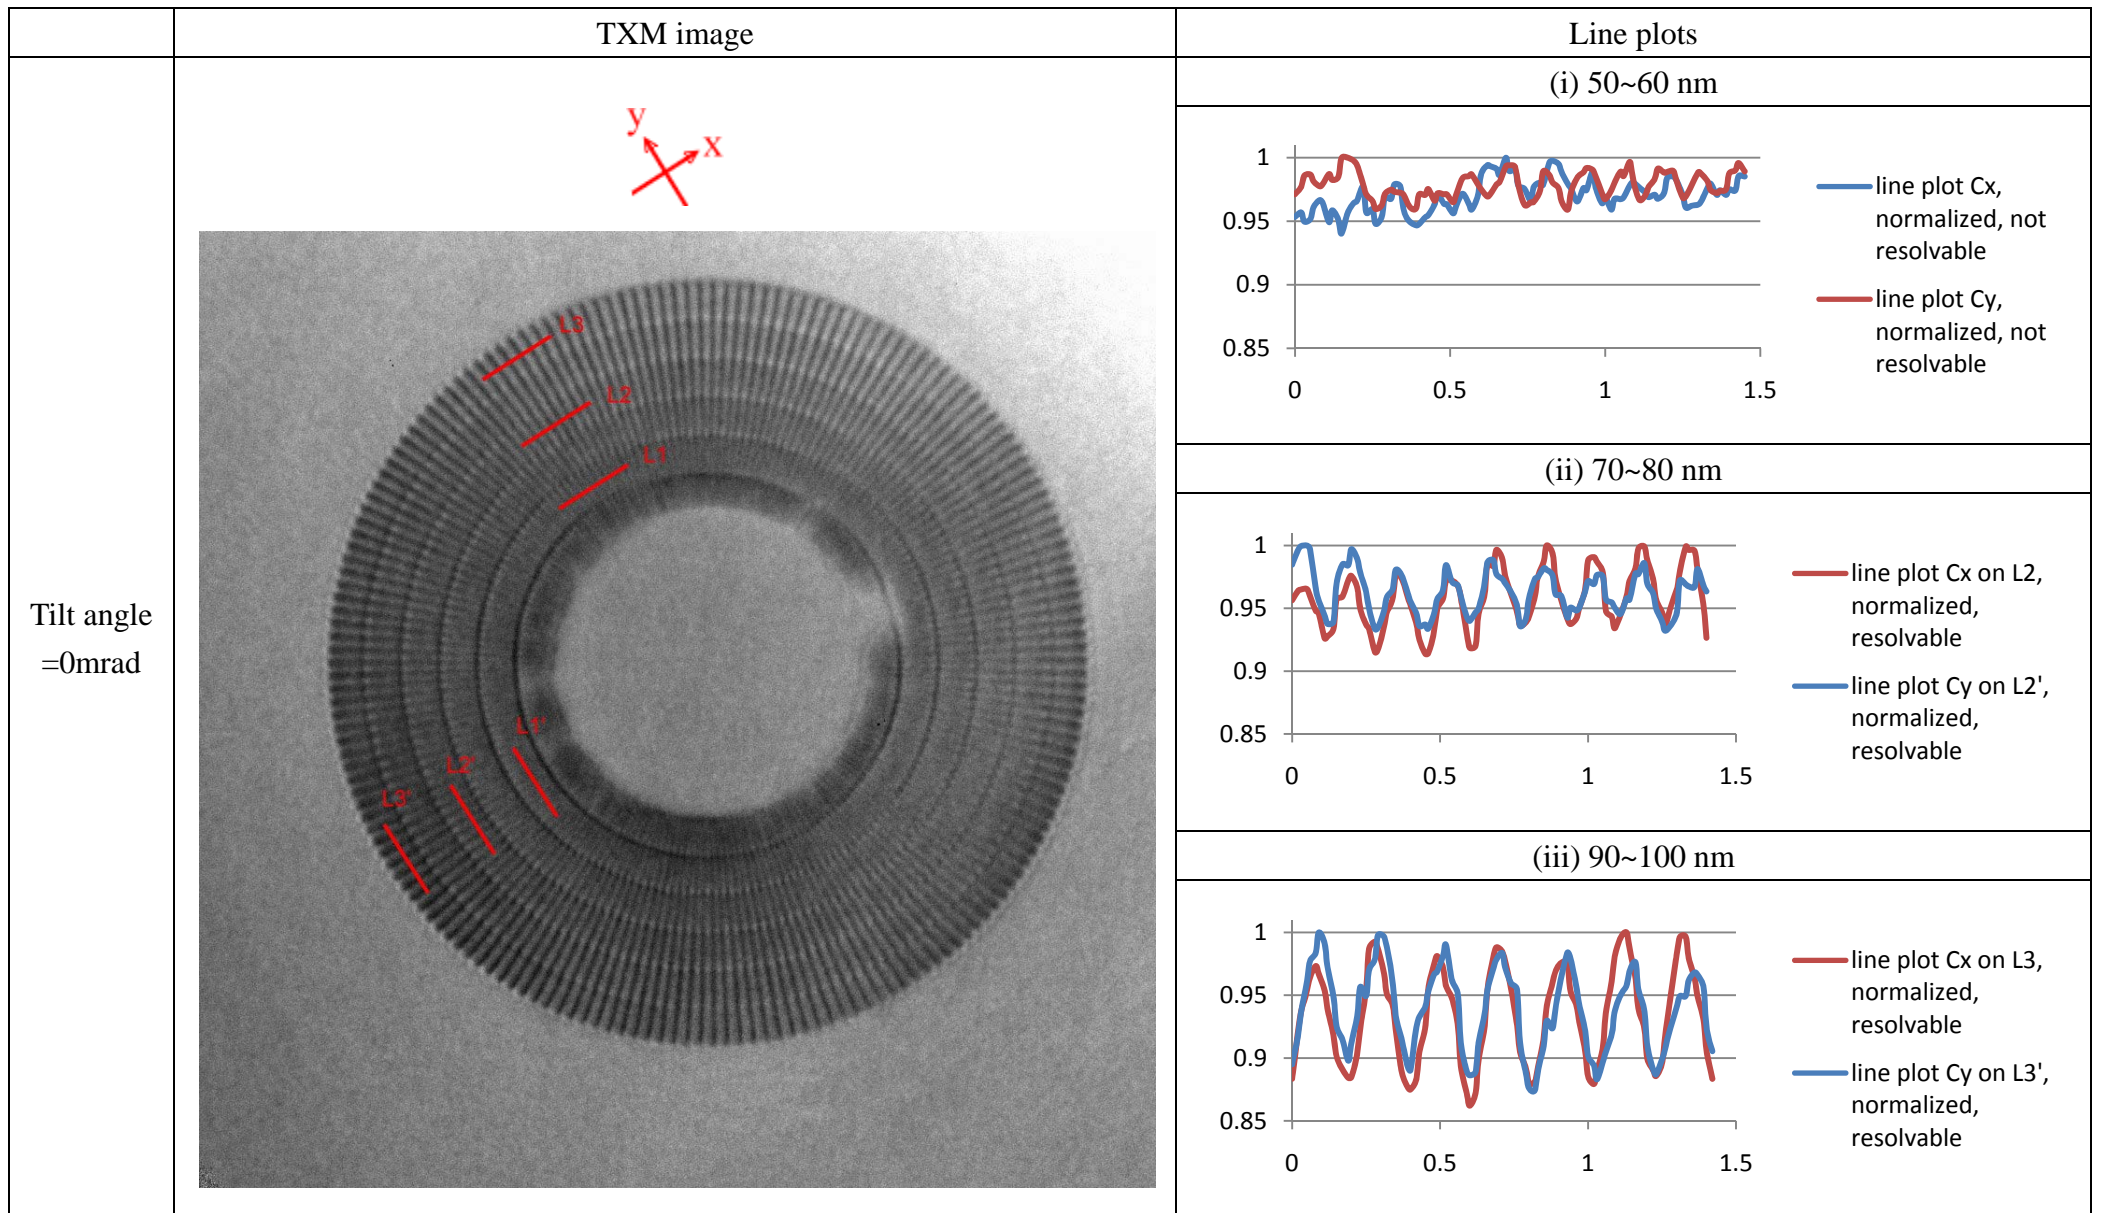 TXM image
Line plots
(i) 50~60 nm
y
x
1
0.95
0.9
0.85
0
0.5
1
1.5
line plot Cx,
normalized, not
resolvable
line plot Cy,
normalized, not
resolvable
(ii) 70~80 nm
1
0.95
0.9
0.85
0
0.5
1
1.5
line plot Cx on L2,
normalized,
resolvable
line plot Cy on L2',
normalized,
resolvable
(iii) 90~100 nm
1
0.95
0.9
0.85
0
0.5
1
1.5
line plot Cx on L3,
normalized,
resolvable
line plot Cy on L3',
normalized,
resolvable
Tilt angle
=0mrad
L3
L2
L1
L1'
L2'
L3'